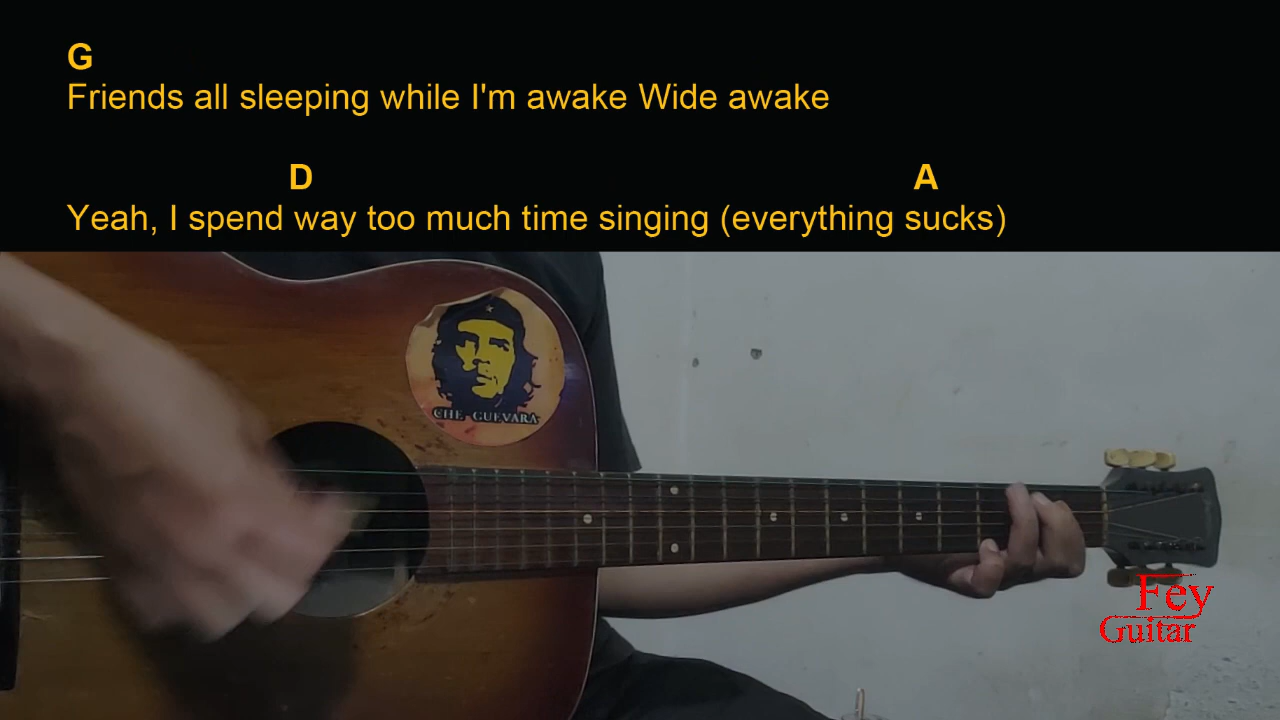 G
Friends all sleeping while I'm awake Wide awake
D A
Yeah, I spend way too much time singing (everything sucks)
CHE GUEVARA
Fey
Guitar